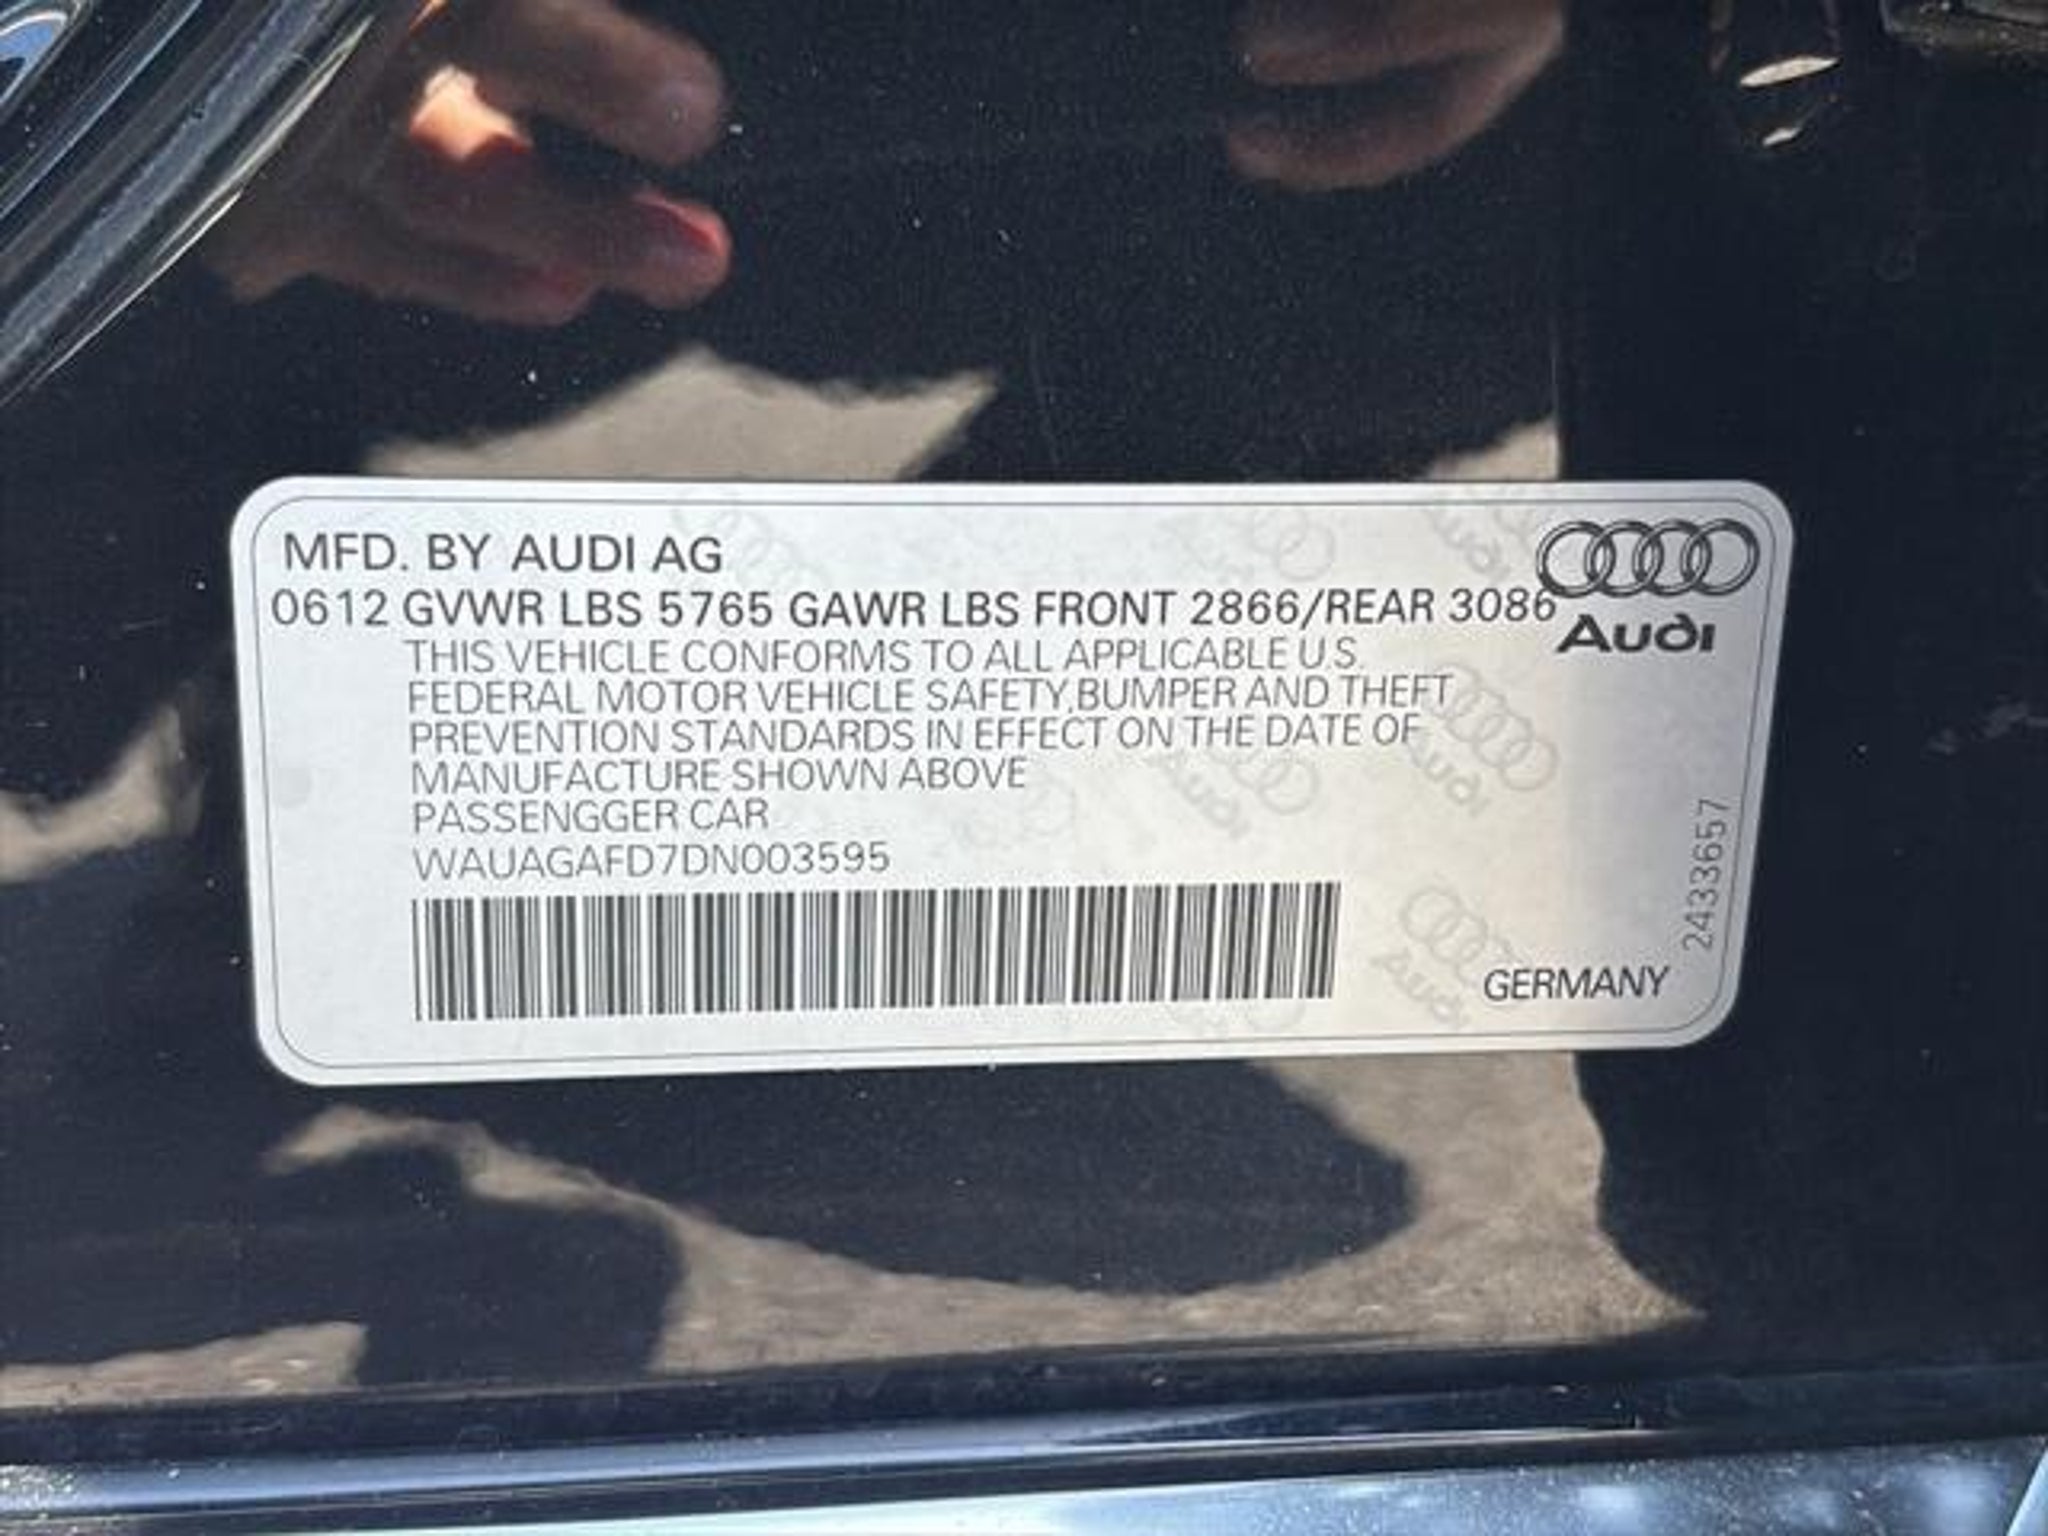 MFD. BY AUDI AG
0612 GVWR LBS 5765 GAWR LBS FRONT 2866/REAR 3086
Audi
THIS VEHICLE CONFORMS TO ALL APPLICABLE U.S.
FEDERAL MOTOR VEHICLE SAFETY,BUMPER AND THEFT
PREVENTION STANDARDS IN EFFECT ON THE DATE OF
MANUFACTURE SHOWN ABOVE
PASSENGGER CAR
WAUAGAFD7DN003595
GERMANY
2433657